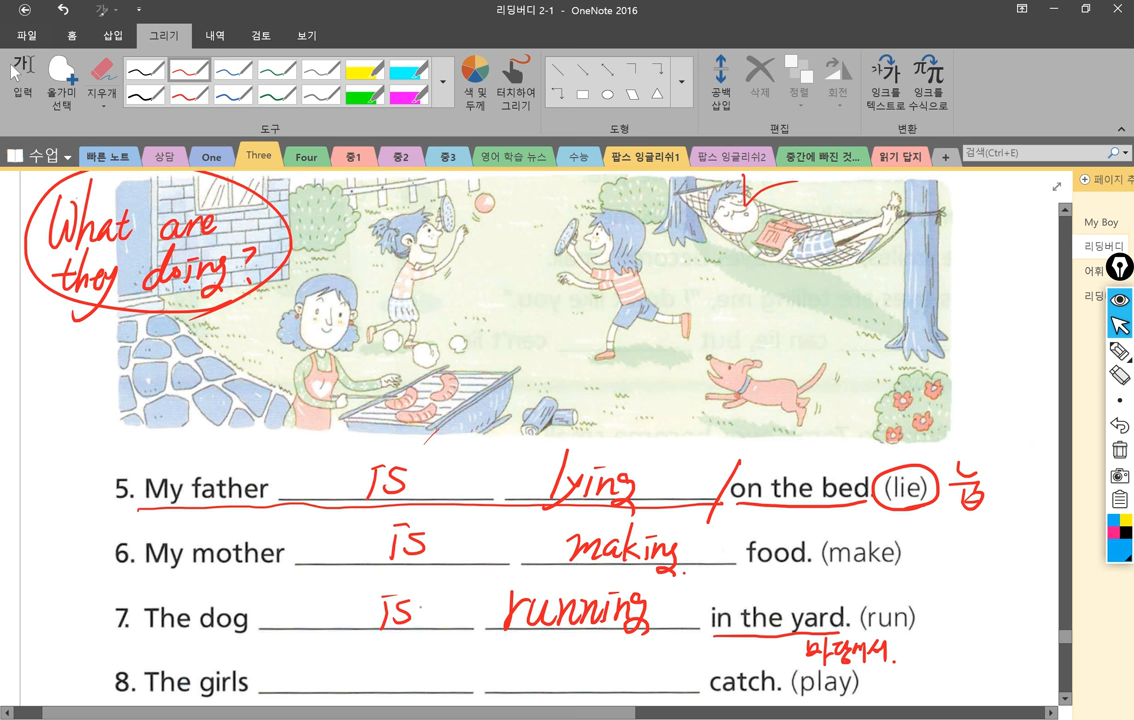 리딩버디 2-1 - OneNote 2016
파일 홈 삽입 그리기 내역 검토 보기
입력
올가미 선택
지우개
색 및 두께
터치하여 그리기
공백 삽입
삭제
정렬
회전
잉크를 텍스트로
잉크를 수식으로
도구 도형 편집 변환
수업 빠른 노트 상담 One Three Four 중1 중2 중3 영어 학습 뉴스 수능 팝스 잉글리쉬1 팝스 잉글리쉬2 중간에 빠진 것... 읽기 답지 + 검색(Ctrl+E)
페이지 추
My Boy
리딩버디
어휘
리딩
What are
they doing?
5. My father is lying / on the bed. (lie) 눕
6. My mother is making food. (make)
7. The dog is running in the yard. (run)
마당에서.
8. The girls catch. (play)